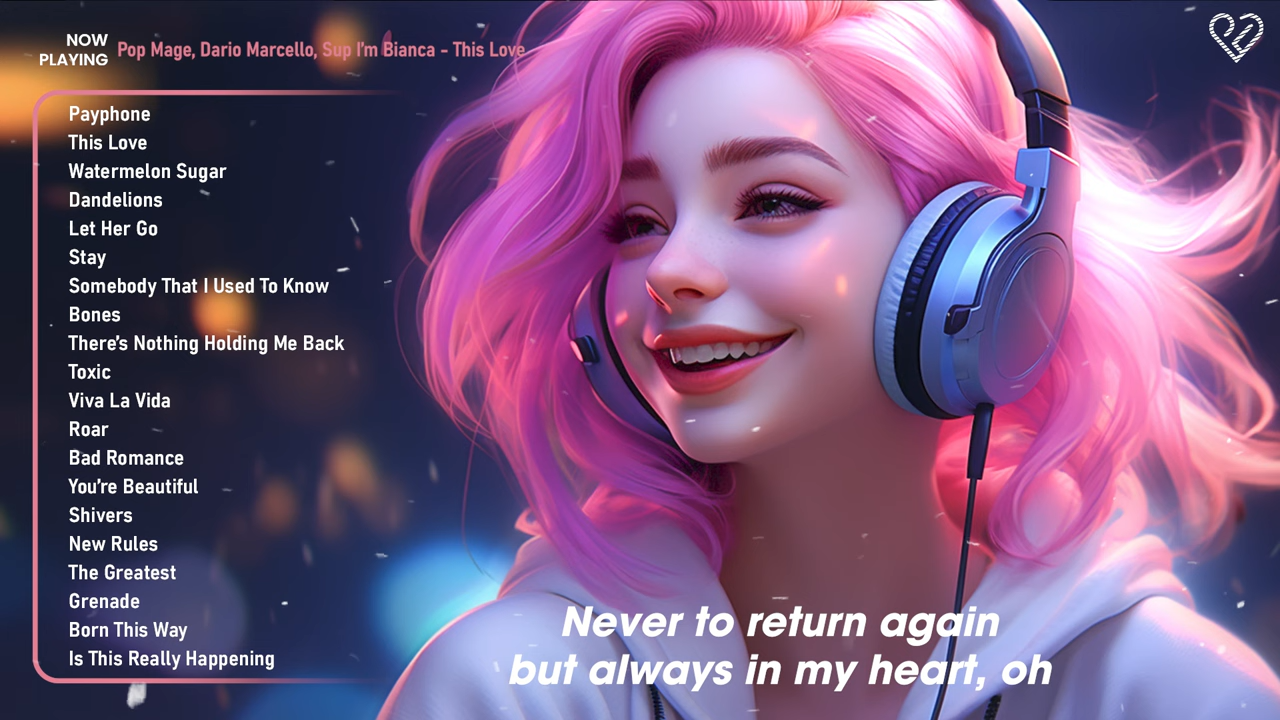 NOW
PLAYING
Pop Mage, Dario Marcello, Sup I’m Bianca - This Love
Payphone
This Love
Watermelon Sugar
Dandelions
Let Her Go
Stay
Somebody That I Used To Know
Bones
There’s Nothing Holding Me Back
Toxic
Viva La Vida
Roar
Bad Romance
You’re Beautiful
Shivers
New Rules
The Greatest
Grenade
Born This Way
Is This Really Happening
Never to return again
but always in my heart, oh